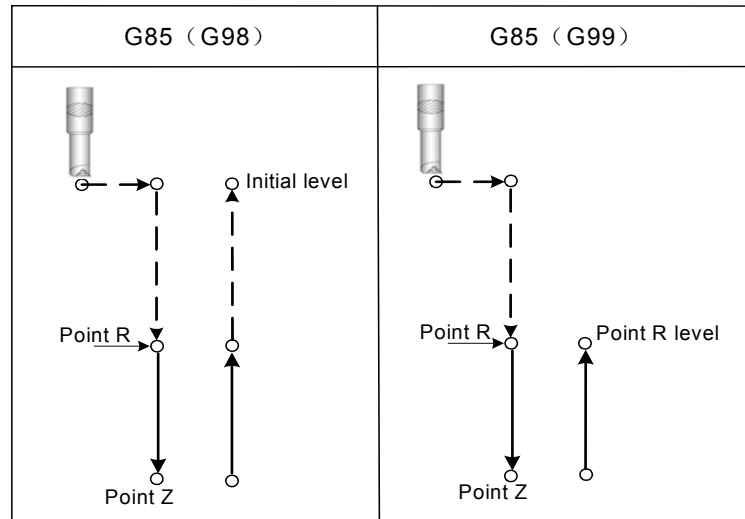 G85（G98）
G85（G99）
Initial level
Point R
Point Z
Point R
Point R level
Point Z